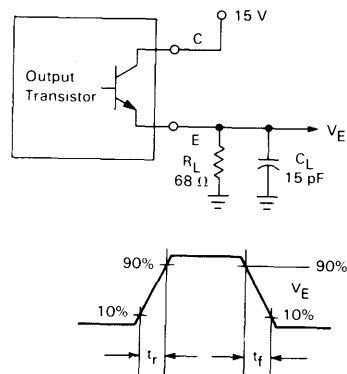 15 V
C
Output
Transistor
E
V_E
R_L
68 Ω
C_L
15 pF
90%
90%
V_E
10%
10%
t_r
t_f